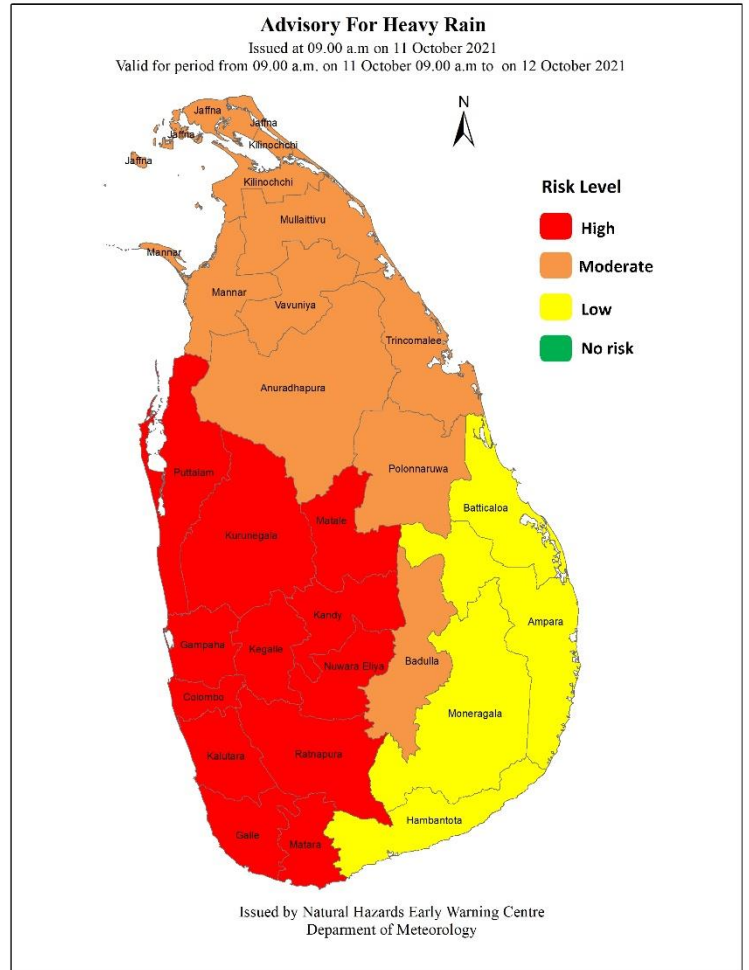 Advisory For Heavy Rain
Issued at 09.00 a.m on 11 October 2021
Valid for period from 09.00 a.m. on 11 October 09.00 a.m to on 12 October 2021
N
Jaffna
Jaffna
Jaffna
Kilinochchi
Jaffna
Kilinochchi
Risk Level
High
Moderate
Low
No risk
Mullaittivu
Mannar
Mannar
Vavuniya
Trincomalee
Anuradhapura
Puttalam
Polonnaruwa
Batticaloa
Matale
Kurunegala
Kandy
Ampara
Gampaha
Kegalle
Nuwara Eliya
Badulla
Colombo
Moneragala
Kalutara
Ratnapura
Hambantota
Galle
Matara
Issued by Natural Hazards Early Warning Centre
Deparment of Meteorology